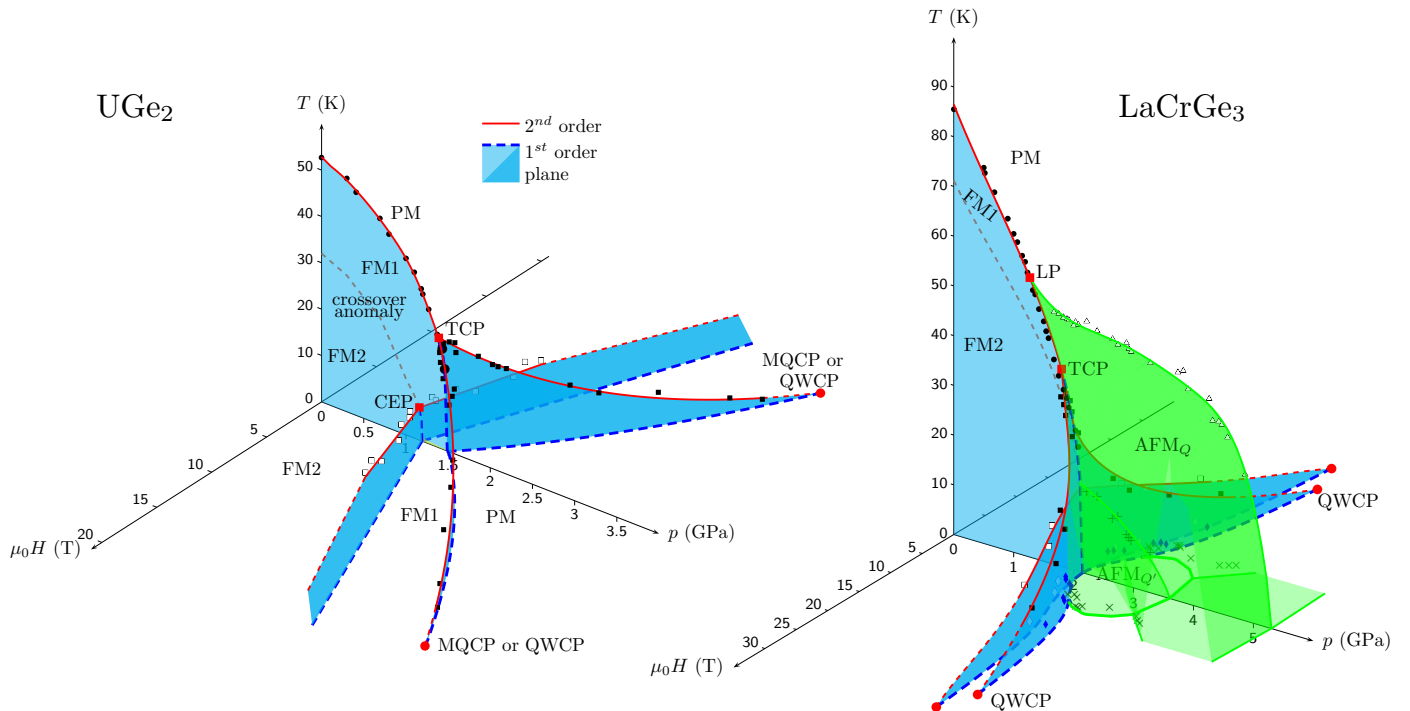 UGe₂
T (K)
50
40
30
20
10
0
PM
FM1
crossover
anomaly
FM2
TCP
CEP
2ⁿᵈ order
1ˢᵗ order
plane
MQCP or
QWCP
0
0.5
1
1.5
2
2.5
3
3.5
p (GPa)
5
10
15
20
μ₀H (T)
FM2
FM1
PM
MQCP or QWCP
LaCrGe₃
T (K)
90
80
70
60
50
40
30
20
10
0
PM
FM1
LP
FM2
TCP
AFM_Q
QWCP
AFM_Q'
0
1
2
3
4
5
p (GPa)
5
10
15
20
25
30
μ₀H (T)
QWCP